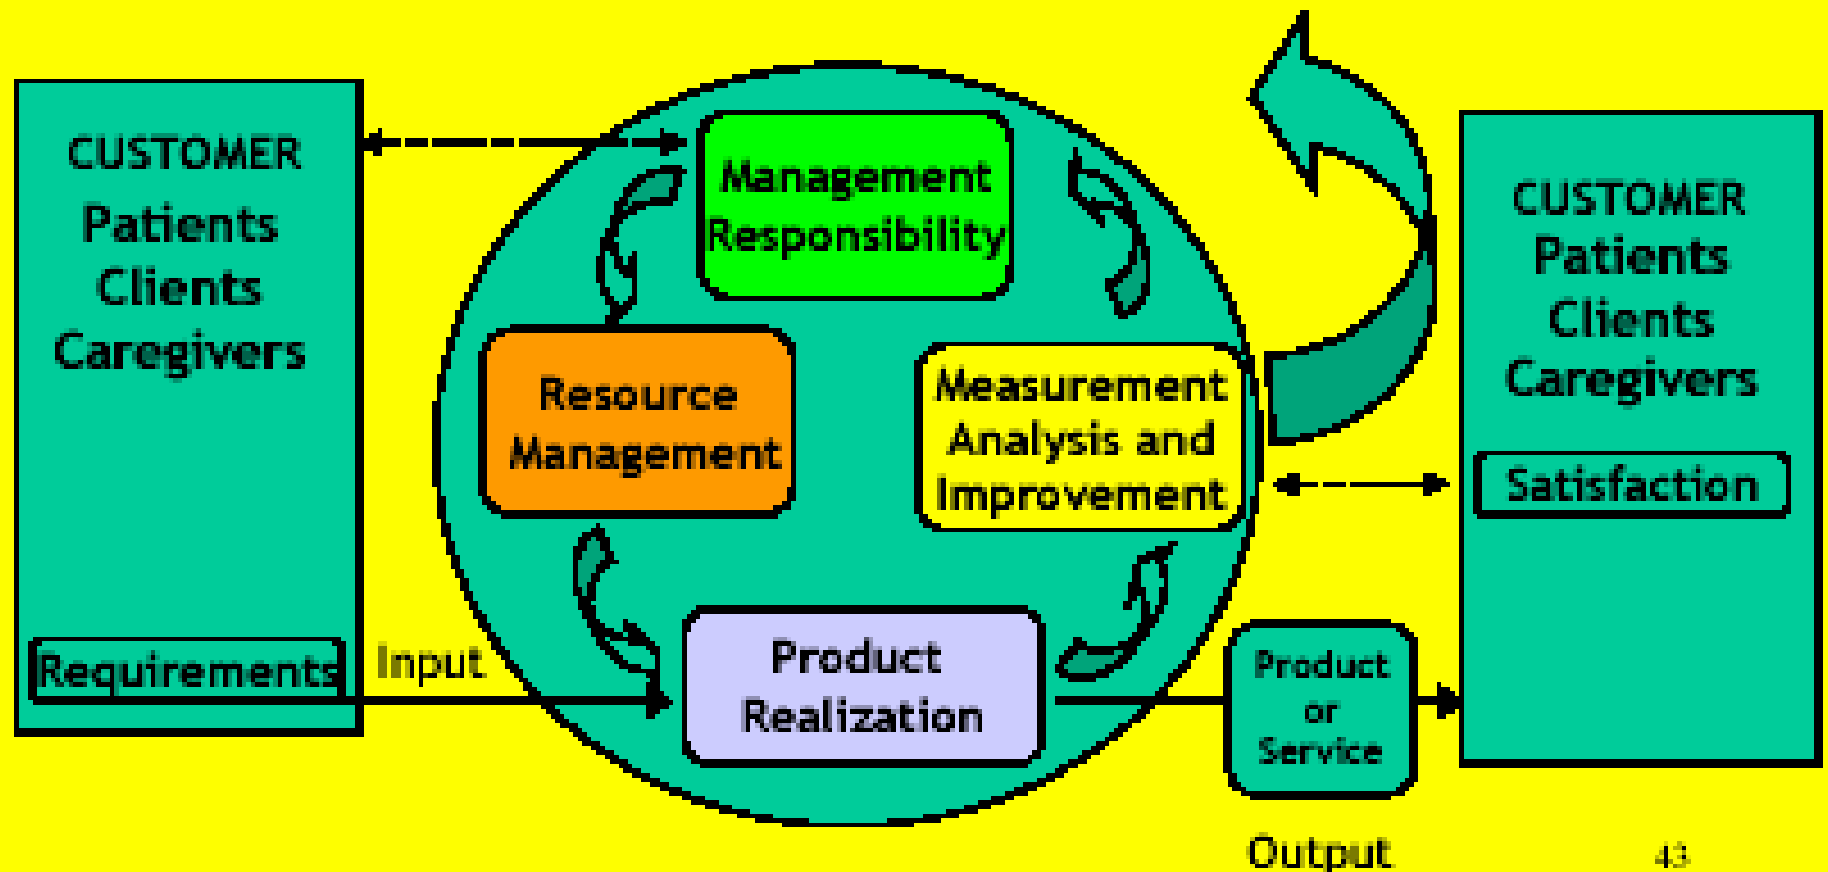 CUSTOMER
Patients
Clients
Caregivers
Requirements
Input
Management
Responsibility
Resource
Management
Measurement
Analysis and
Improvement
Product
Realization
Product
or
Service
Output
CUSTOMER
Patients
Clients
Caregivers
Satisfaction
43